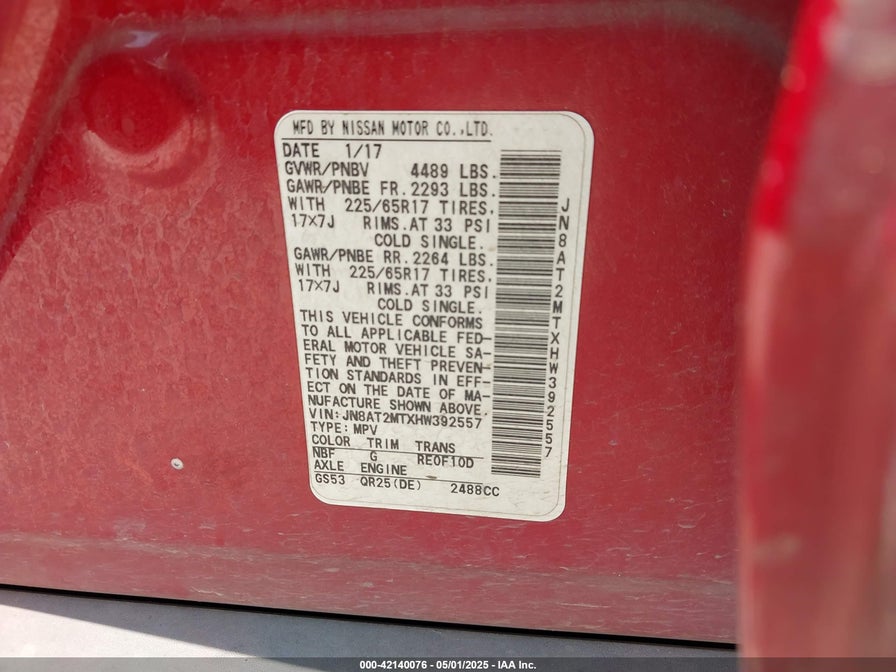 MFD BY NISSAN MOTOR CO.,LTD.
DATE 1/17
GVWR/PNBV 4489 LBS.
GAWR/PNBE FR. 2293 LBS.
WITH 225/65R17 TIRES,
17×7J RIMS.AT 33 PSI
COLD SINGLE.
GAWR/PNBE RR. 2264 LBS.
WITH 225/65R17 TIRES,
17×7J RIMS.AT 33 PSI
COLD SINGLE.
THIS VEHICLE CONFORMS
TO ALL APPLICABLE FED-
ERAL MOTOR VEHICLE SA-
FETY AND THEFT PREVEN-
TION STANDARDS IN EFF-
ECT ON THE DATE OF MA-
NUFACTURE SHOWN ABOVE.
VIN:JN8AT2MTXHW392557
TYPE:MPV
COLOR TRIM TRANS
NBF G RE0F10D
AXLE ENGINE
GS53 QR25(DE) 2488CC
JN8AT2MTXHW392557
000-42140076 - 05/01/2025 - IAA Inc.